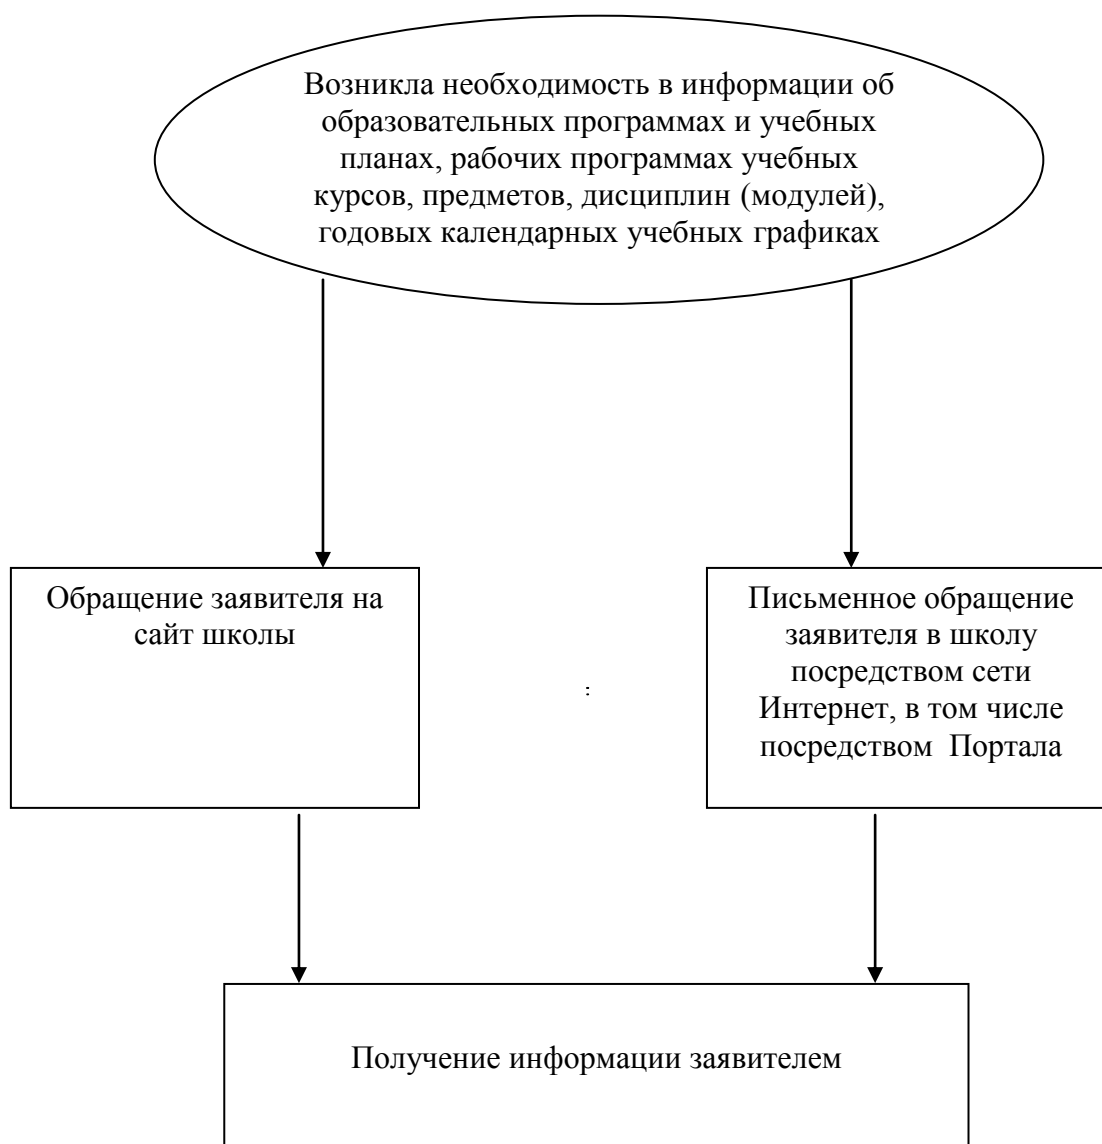 Возникла необходимость в информации об
образовательных программах и учебных
планах, рабочих программах учебных
курсов, предметов, дисциплин (модулей),
годовых календарных учебных графиках
Обращение заявителя на
сайт школы
:
Письменное обращение
заявителя в школу
посредством сети
Интернет, в том числе
посредством  Портала
Получение информации заявителем